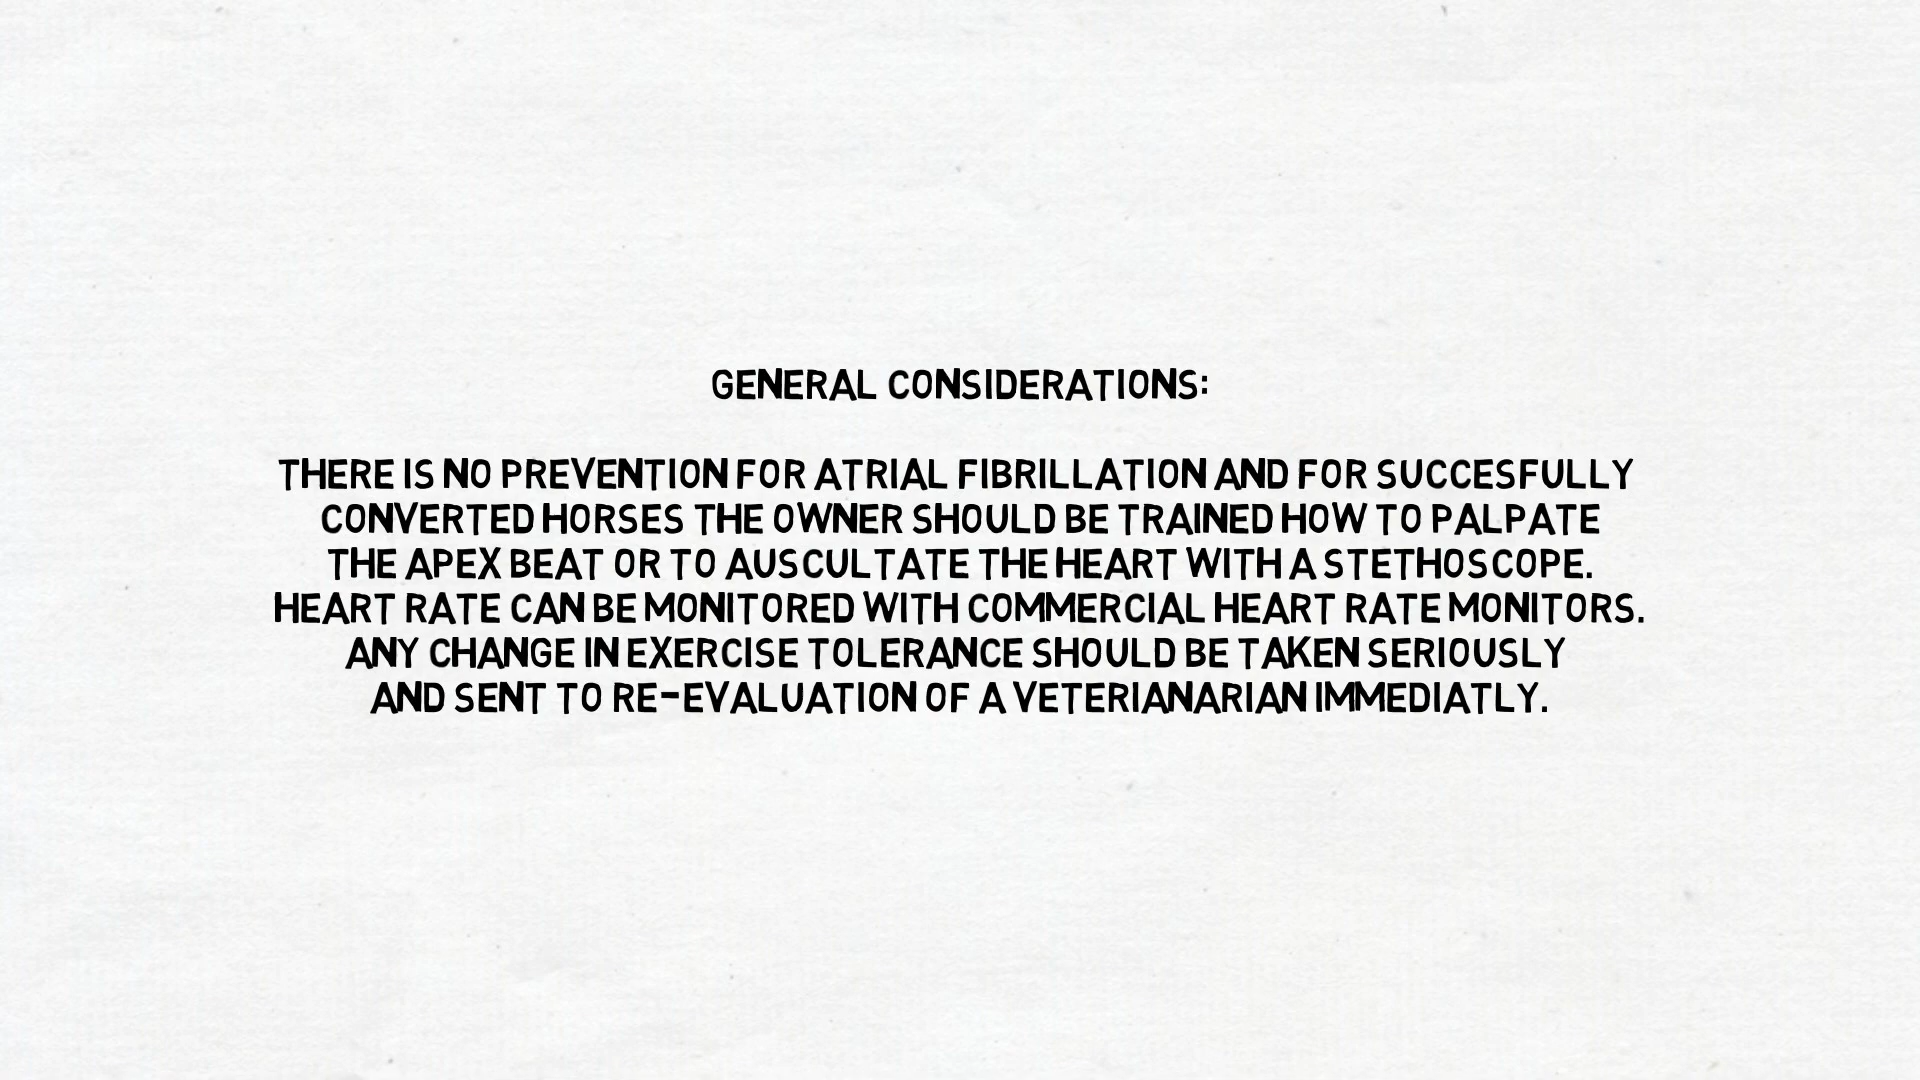 GENERAL CONSIDERATIONS:
THERE IS NO PREVENTION FOR ATRIAL FIBRILLATION AND FOR SUCCESFULLY
CONVERTED HORSES THE OWNER SHOULD BE TRAINED HOW TO PALPATE
THE APEX BEAT OR TO AUSCULTATE THE HEART WITH A STETHOSCOPE.
HEART RATE CAN BE MONITORED WITH COMMERCIAL HEART RATE MONITORS.
ANY CHANGE IN EXERCISE TOLERANCE SHOULD BE TAKEN SERIOUSLY
AND SENT TO RE-EVALUATION OF A VETERIANARIAN IMMEDIATLY.